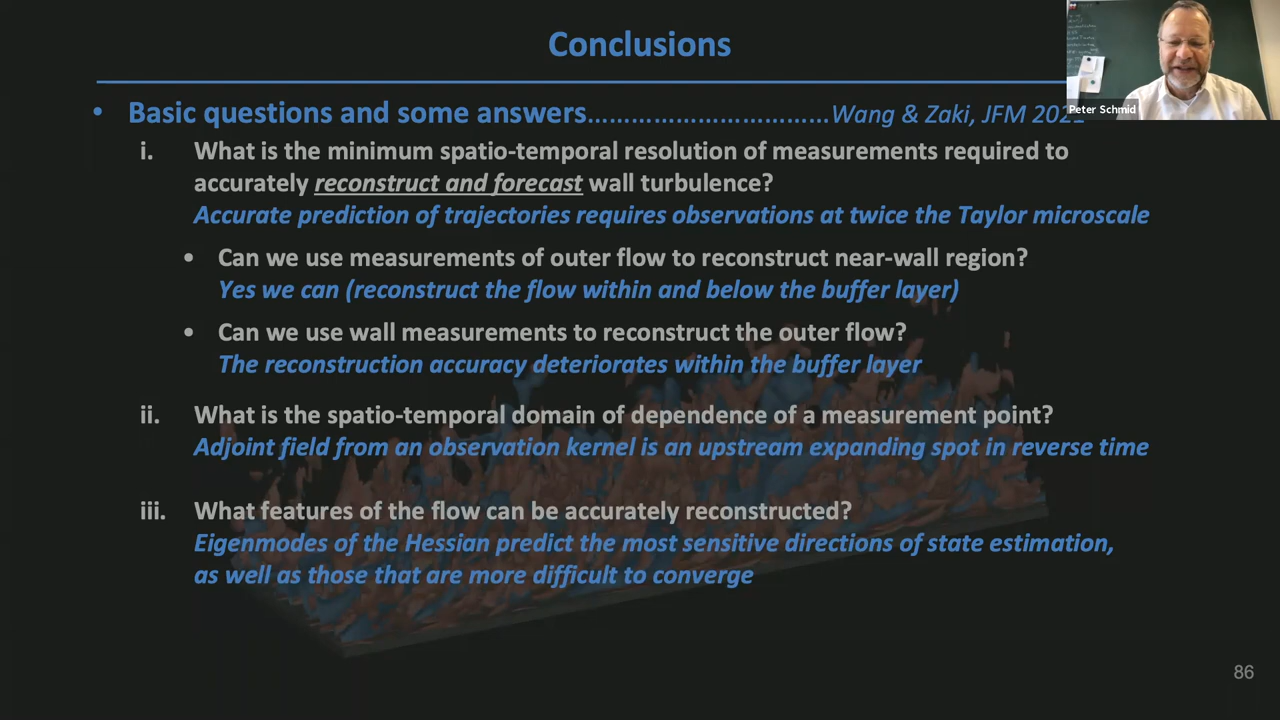 Conclusions
Peter Schmid
• Basic questions and some answers..............................Wang & Zaki, JFM 2021
i. What is the minimum spatio-temporal resolution of measurements required to
accurately reconstruct and forecast wall turbulence?
Accurate prediction of trajectories requires observations at twice the Taylor microscale
• Can we use measurements of outer flow to reconstruct near-wall region?
Yes we can (reconstruct the flow within and below the buffer layer)
• Can we use wall measurements to reconstruct the outer flow?
The reconstruction accuracy deteriorates within the buffer layer
ii. What is the spatio-temporal domain of dependence of a measurement point?
Adjoint field from an observation kernel is an upstream expanding spot in reverse time
iii. What features of the flow can be accurately reconstructed?
Eigenmodes of the Hessian predict the most sensitive directions of state estimation,
as well as those that are more difficult to converge
86